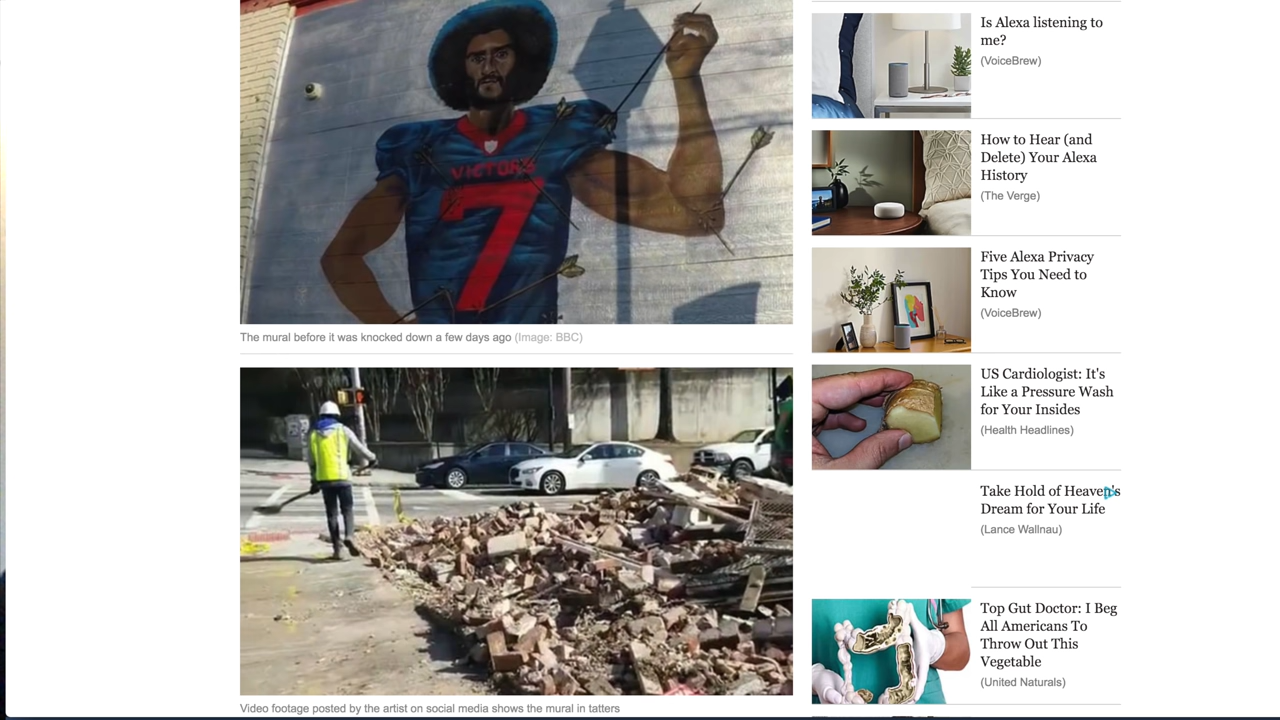 VICTORY
7
The mural before it was knocked down a few days ago (Image: BBC)
Video footage posted by the artist on social media shows the mural in tatters
Is Alexa listening to
me?
(VoiceBrew)
How to Hear (and
Delete) Your Alexa
History
(The Verge)
Five Alexa Privacy
Tips You Need to
Know
(VoiceBrew)
US Cardiologist: It's
Like a Pressure Wash
for Your Insides
(Health Headlines)
Take Hold of Heaven's
Dream for Your Life
(Lance Wallnau)
Top Gut Doctor: I Beg
All Americans To
Throw Out This
Vegetable
(United Naturals)